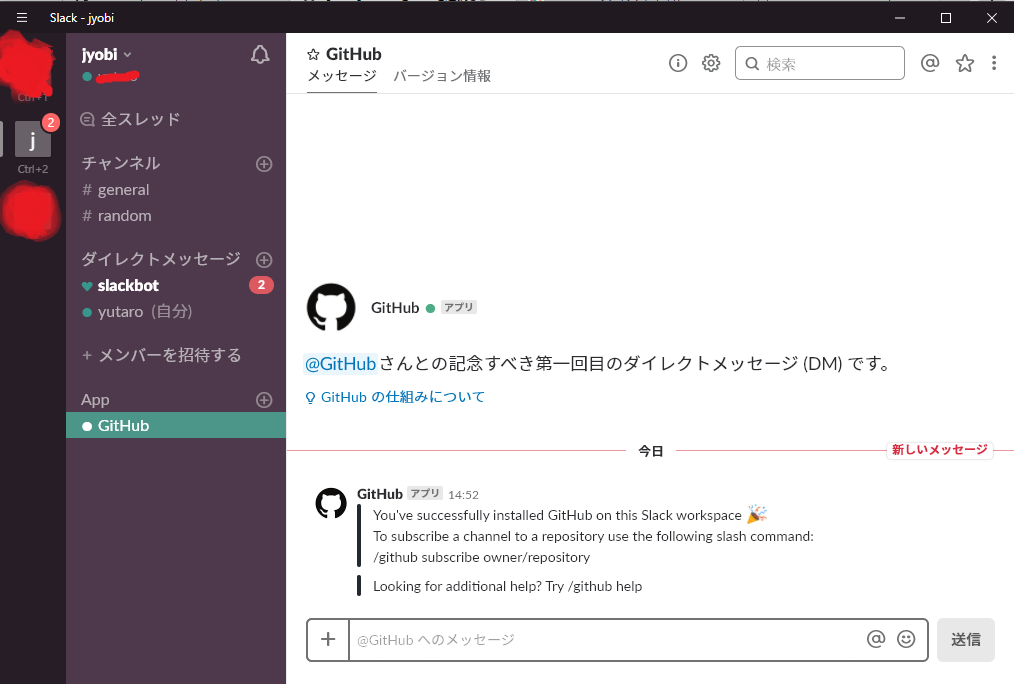 Slack - jyobi
jyobi
全スレッド
チャンネル
# general
# random
ダイレクトメッセージ
slackbot 2
yutaro (自分)
+ メンバーを招待する
App
GitHub
2
j
Ctrl+2
GitHub
メッセージ バージョン情報
検索
GitHub アプリ
@GitHubさんとの記念すべき第一回目のダイレクトメッセージ (DM) です。
GitHub の仕組みについて
今日 新しいメッセージ
GitHub アプリ 14:52
You've successfully installed GitHub on this Slack workspace 🎉
To subscribe a channel to a repository use the following slash command:
/github subscribe owner/repository
Looking for additional help? Try /github help
@GitHub へのメッセージ
送信